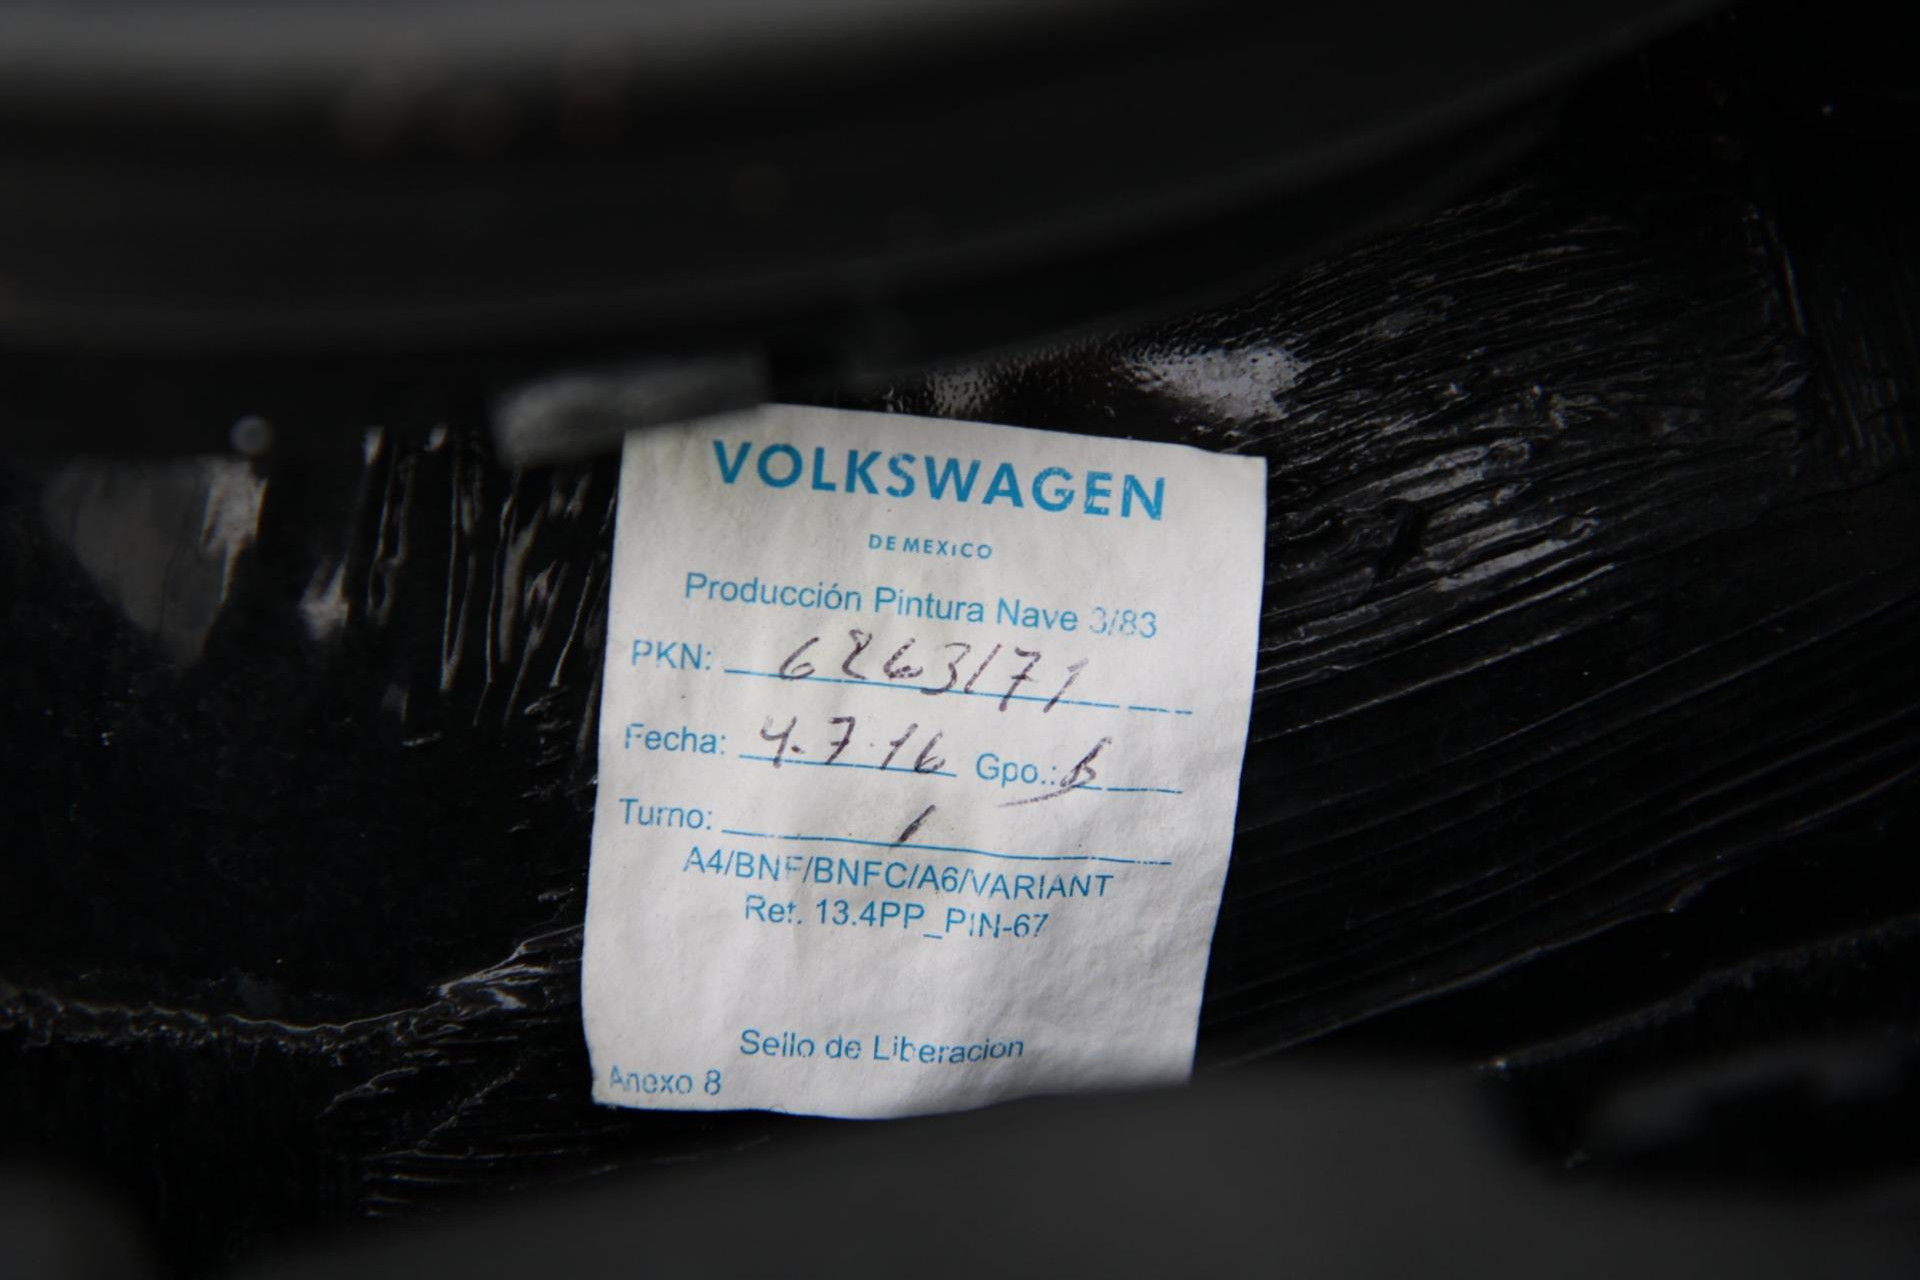 VOLKSWAGEN
DE MEXICO
Producción Pintura Nave 3/83
PKN: 6263171
Fecha: 4.7.16 Gpo.: B
Turno: 1
A4/BNF/BNFC/A6/VARIANT
Ref. 13.4PP_PIN-67
Sello de Liberación
Anexo 8